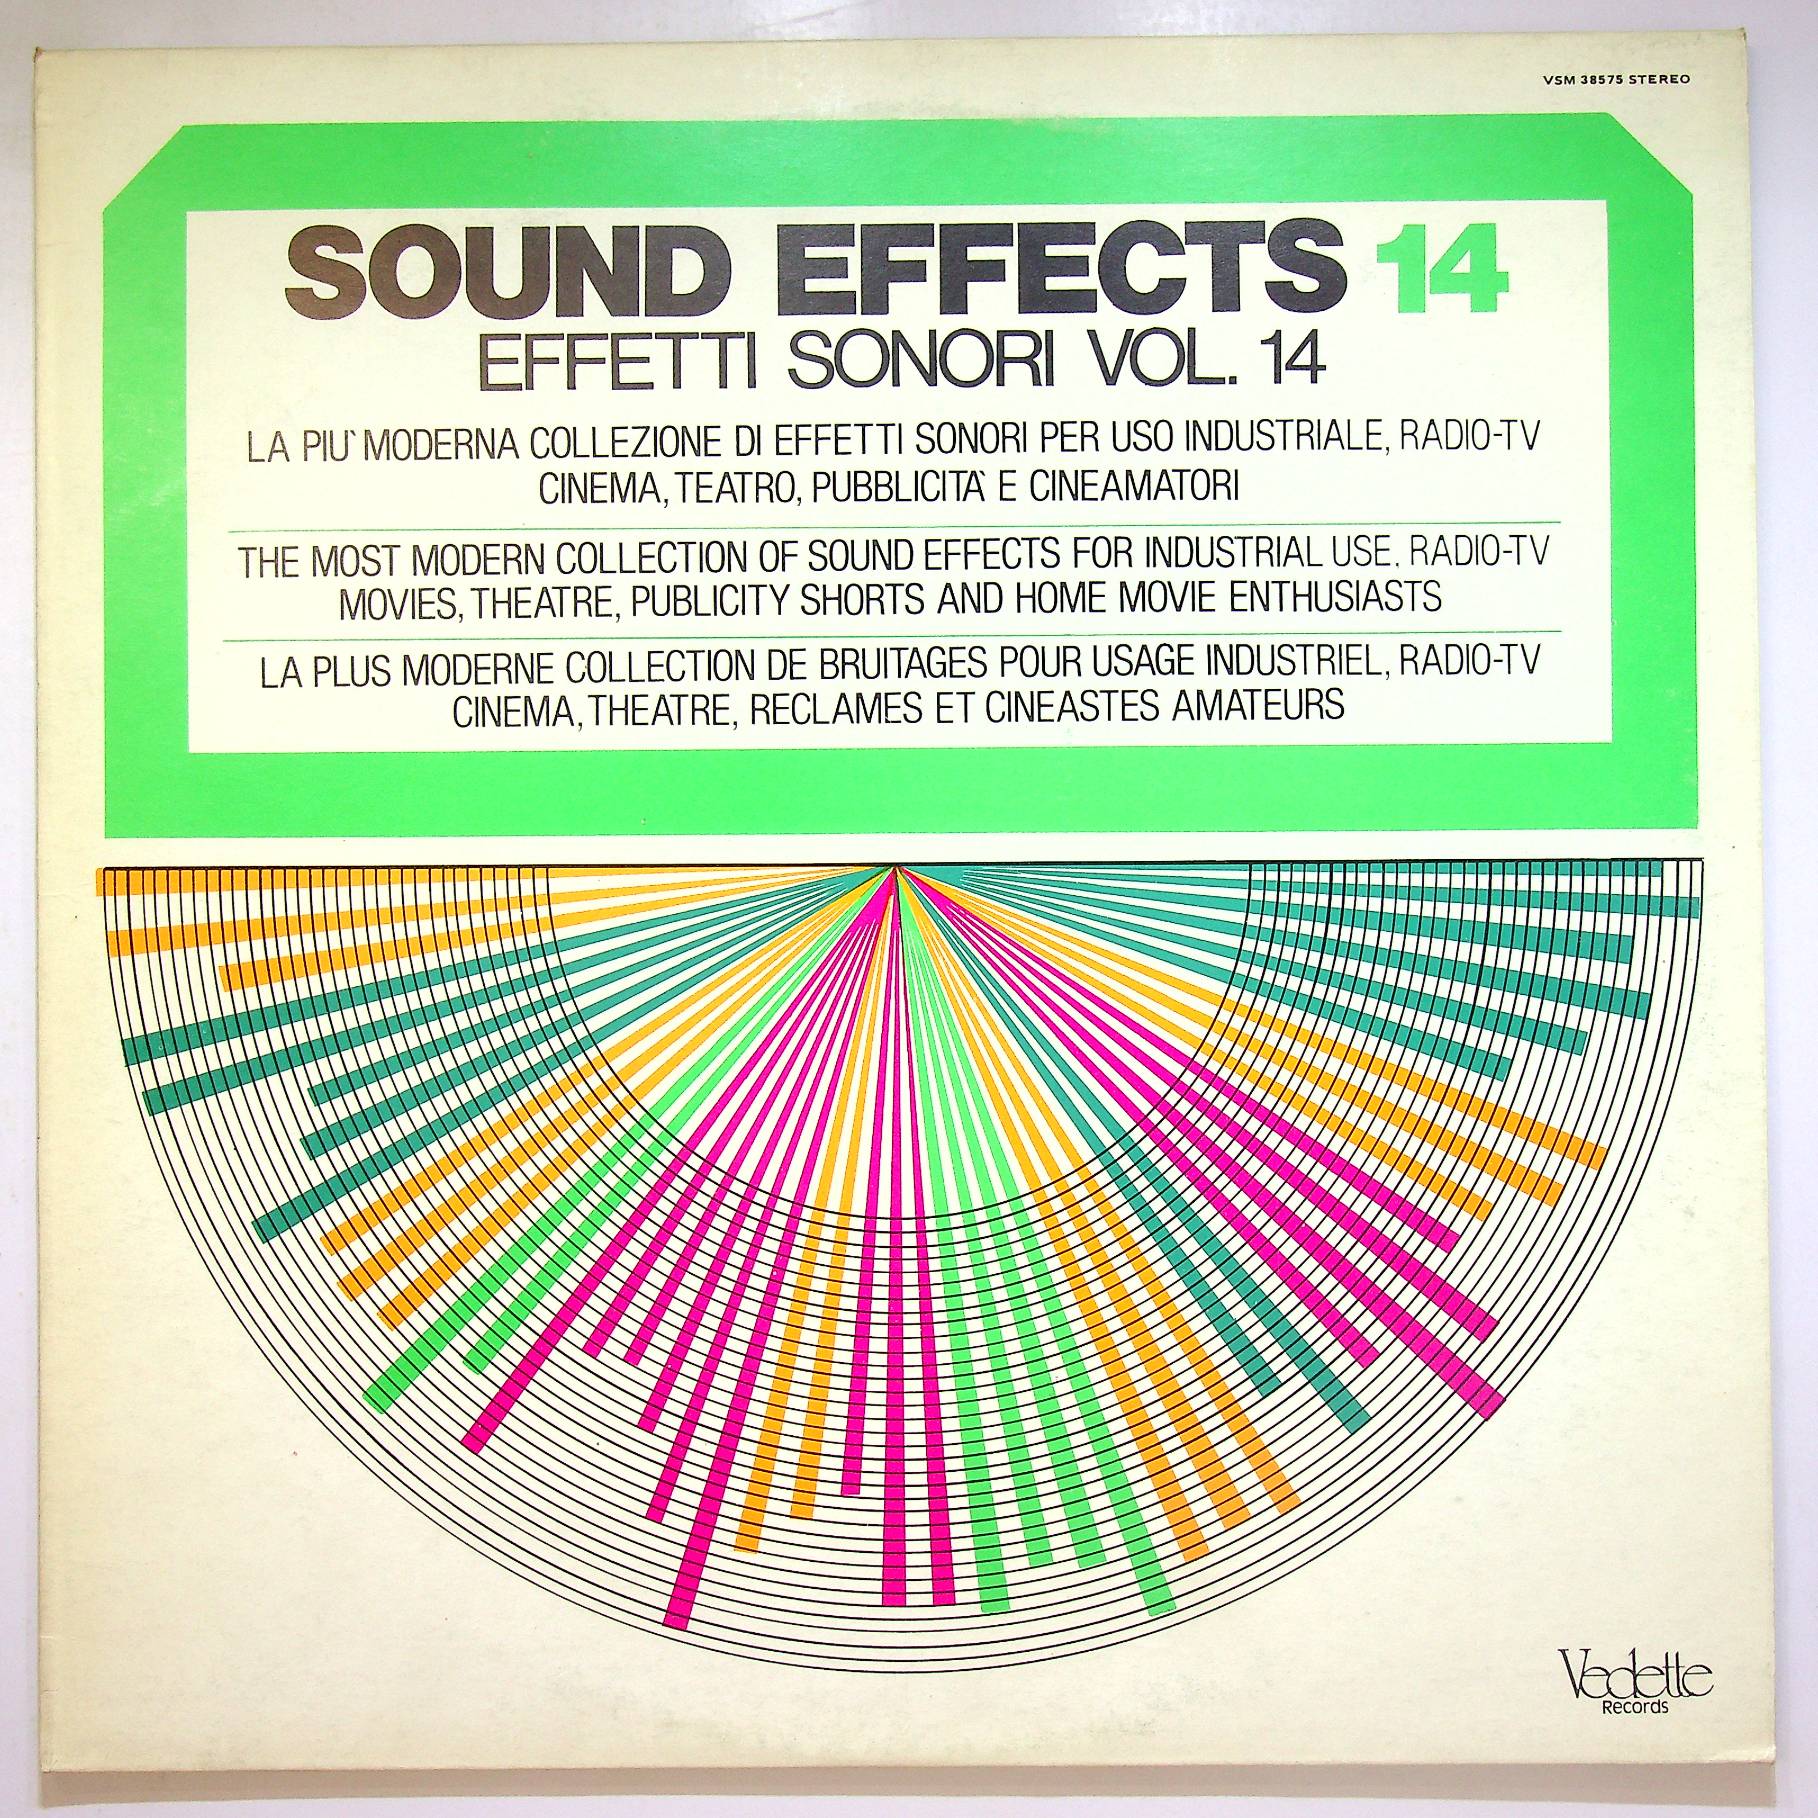 VSM 38575 STEREO
SOUND EFFECTS 14
EFFETTI SONORI VOL. 14
LA PIU` MODERNA COLLEZIONE DI EFFETTI SONORI PER USO INDUSTRIALE, RADIO-TV
CINEMA, TEATRO, PUBBLICITA` E CINEAMATORI
THE MOST MODERN COLLECTION OF SOUND EFFECTS FOR INDUSTRIAL USE, RADIO-TV
MOVIES, THEATRE, PUBLICITY SHORTS AND HOME MOVIE ENTHUSIASTS
LA PLUS MODERNE COLLECTION DE BRUITAGES POUR USAGE INDUSTRIEL, RADIO-TV
CINEMA, THEATRE, RECLAMES ET CINEASTES AMATEURS
Vedette
Records